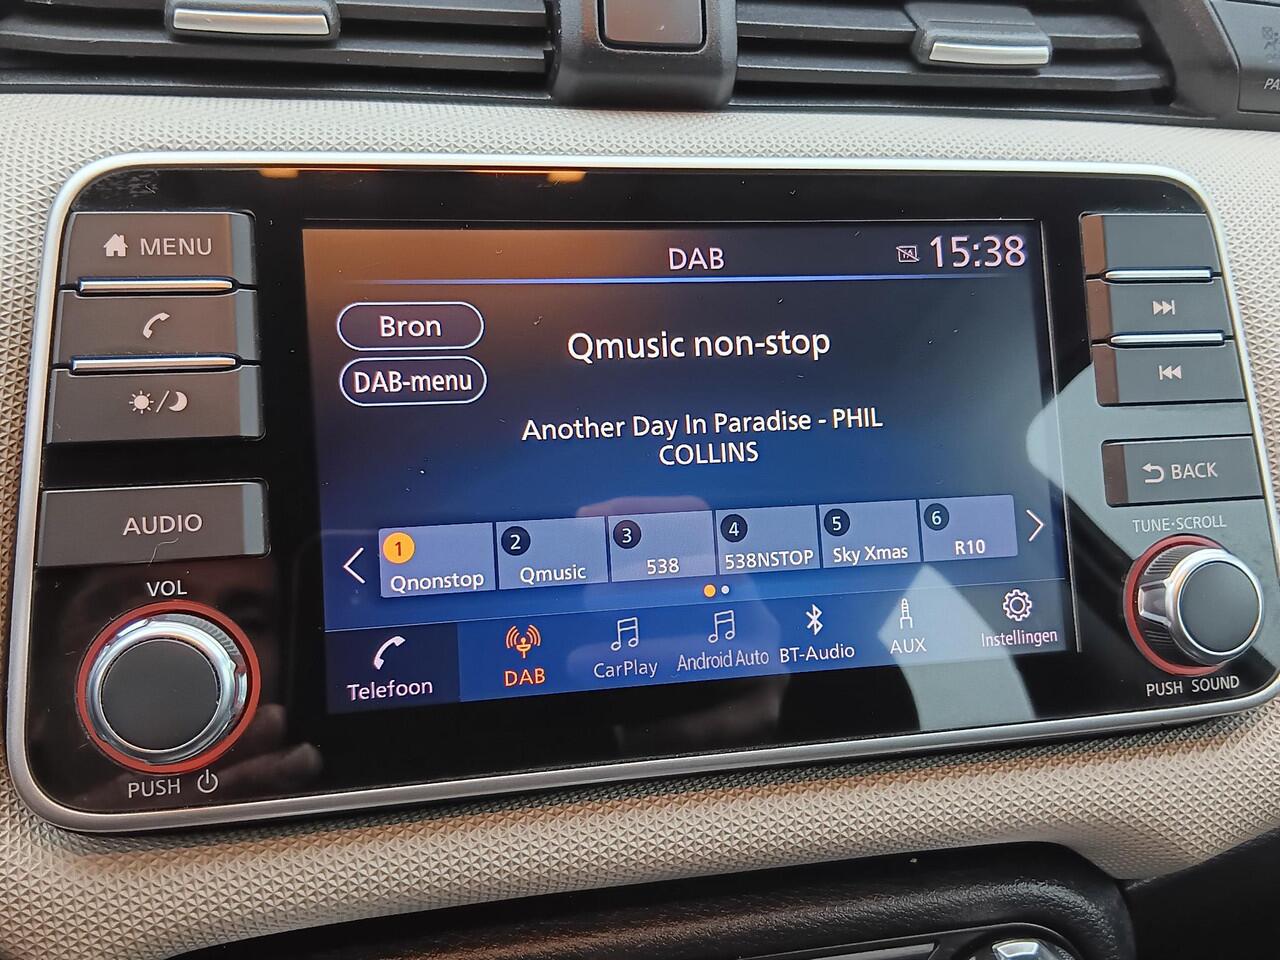 PA
MENU
DAB
TA
15:38
Bron
Qmusic non-stop
DAB-menu
Another Day In Paradise - PHIL
COLLINS
AUDIO
BACK
TUNE·SCROLL
1
Qnonstop
2
Qmusic
3
538
4
538NSTOP
5
Sky Xmas
6
R10
VOL
Telefoon
DAB
CarPlay
Android Auto
BT-Audio
AUX
Instellingen
PUSH SOUND
PUSH